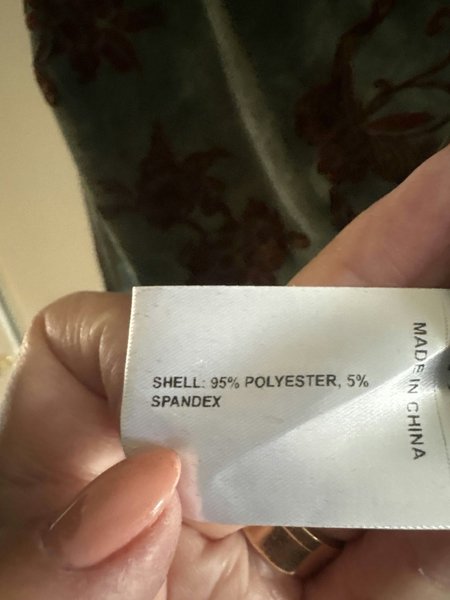 SHELL: 95% POLYESTER, 5%
SPANDEX
MADE IN CHINA